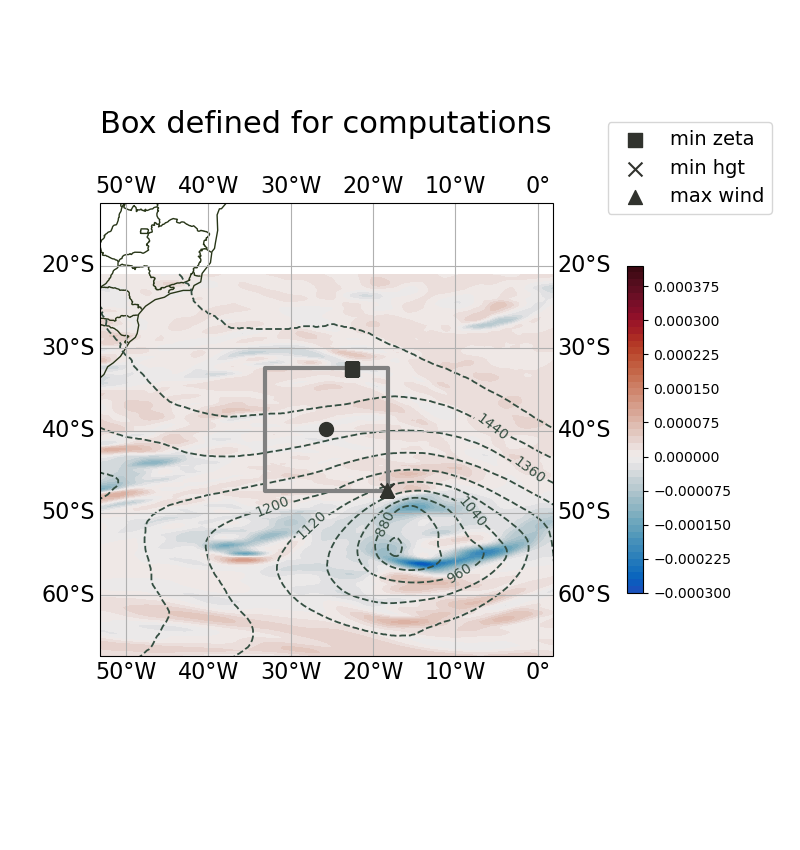 Box defined for computations
min zeta
min hgt
max wind
50°W 40°W 30°W 20°W 10°W 0°
20°S 20°S
30°S 30°S
40°S 40°S
50°S 50°S
60°S 60°S
1440
1360
1200
1120
1040
880
960
50°W 40°W 30°W 20°W 10°W 0°
0.000375
0.000300
0.000225
0.000150
0.000075
0.000000
−0.000075
−0.000150
−0.000225
−0.000300